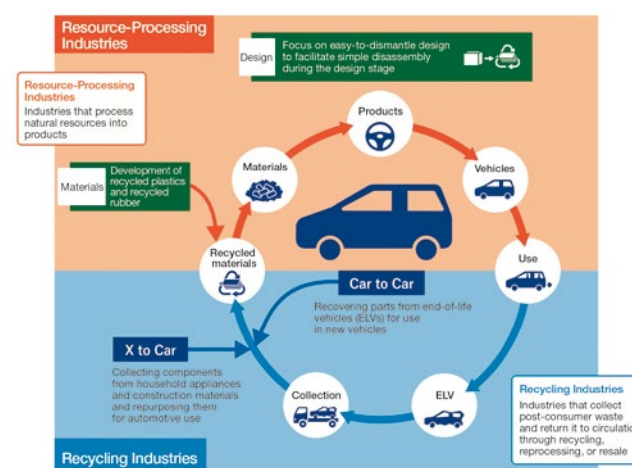 Resource-Processing
Industries
Design
Focus on easy-to-dismantle design
to facilitate simple disassembly
during the design stage
Resource-Processing
Industries
Industries that process
natural resources into
products
Products
Materials
Development of
recycled plastics
and recycled
rubber
Materials
Vehicles
Recycled
materials
Use
Car to Car
Recovering parts from end-of-life
vehicles (ELVs) for use
in new vehicles
X to Car
Collecting components
from household appliances
and construction materials
and repurposing them
for automotive use
Collection
ELV
Recycling Industries
Industries that collect
post-consumer waste
and return it to circulatio
through recycling,
reprocessing, or resale
Recycling Industries